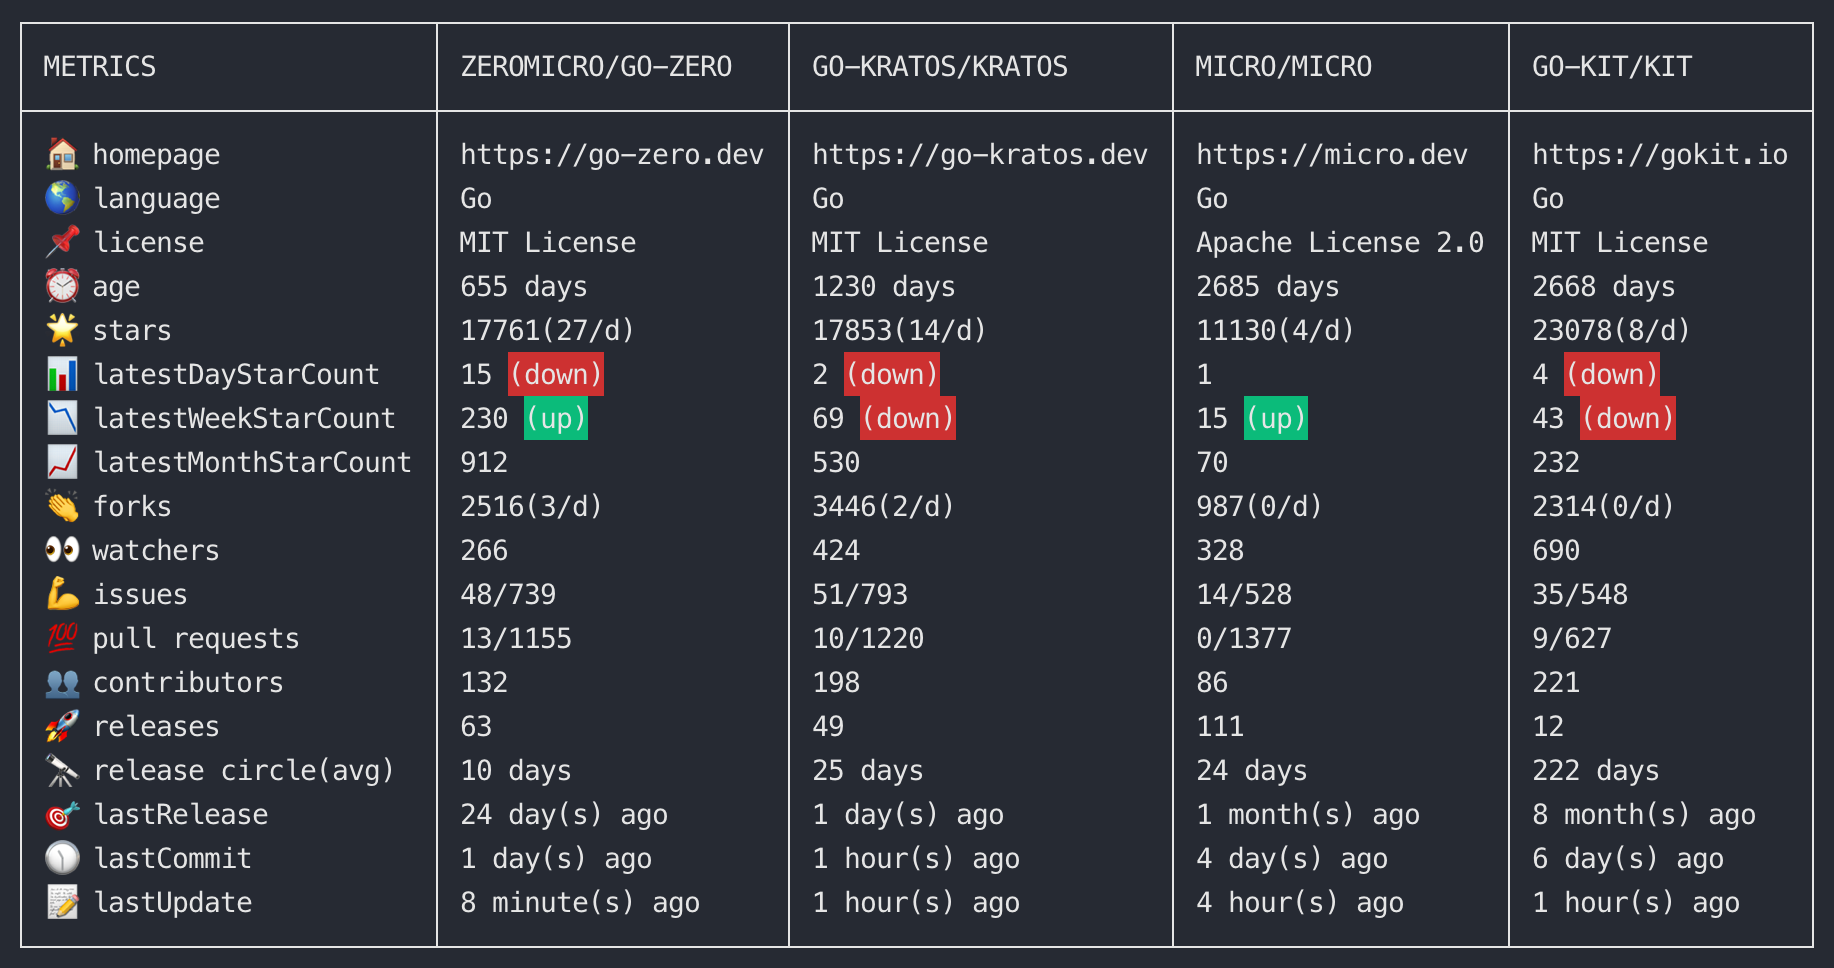 METRICS ZEROMICRO/GO-ZERO GO-KRATOS/KRATOS MICRO/MICRO GO-KIT/KIT
🏠 homepage https://go-zero.dev https://go-kratos.dev https://micro.dev https://gokit.io
🌎 language Go Go Go Go
📌 license MIT License MIT License Apache License 2.0 MIT License
⏰ age 655 days 1230 days 2685 days 2668 days
🌟 stars 17761(27/d) 17853(14/d) 11130(4/d) 23078(8/d)
📊 latestDayStarCount 15 (down) 2 (down) 1 4 (down)
📉 latestWeekStarCount 230 (up) 69 (down) 15 (up) 43 (down)
📈 latestMonthStarCount 912 530 70 232
👏 forks 2516(3/d) 3446(2/d) 987(0/d) 2314(0/d)
👀 watchers 266 424 328 690
💪 issues 48/739 51/793 14/528 35/548
💯 pull requests 13/1155 10/1220 0/1377 9/627
👥 contributors 132 198 86 221
🚀 releases 63 49 111 12
🔭 release circle(avg) 10 days 25 days 24 days 222 days
🎯 lastRelease 24 day(s) ago 1 day(s) ago 1 month(s) ago 8 month(s) ago
🕦 lastCommit 1 day(s) ago 1 hour(s) ago 4 day(s) ago 6 day(s) ago
📝 lastUpdate 8 minute(s) ago 1 hour(s) ago 4 hour(s) ago 1 hour(s) ago